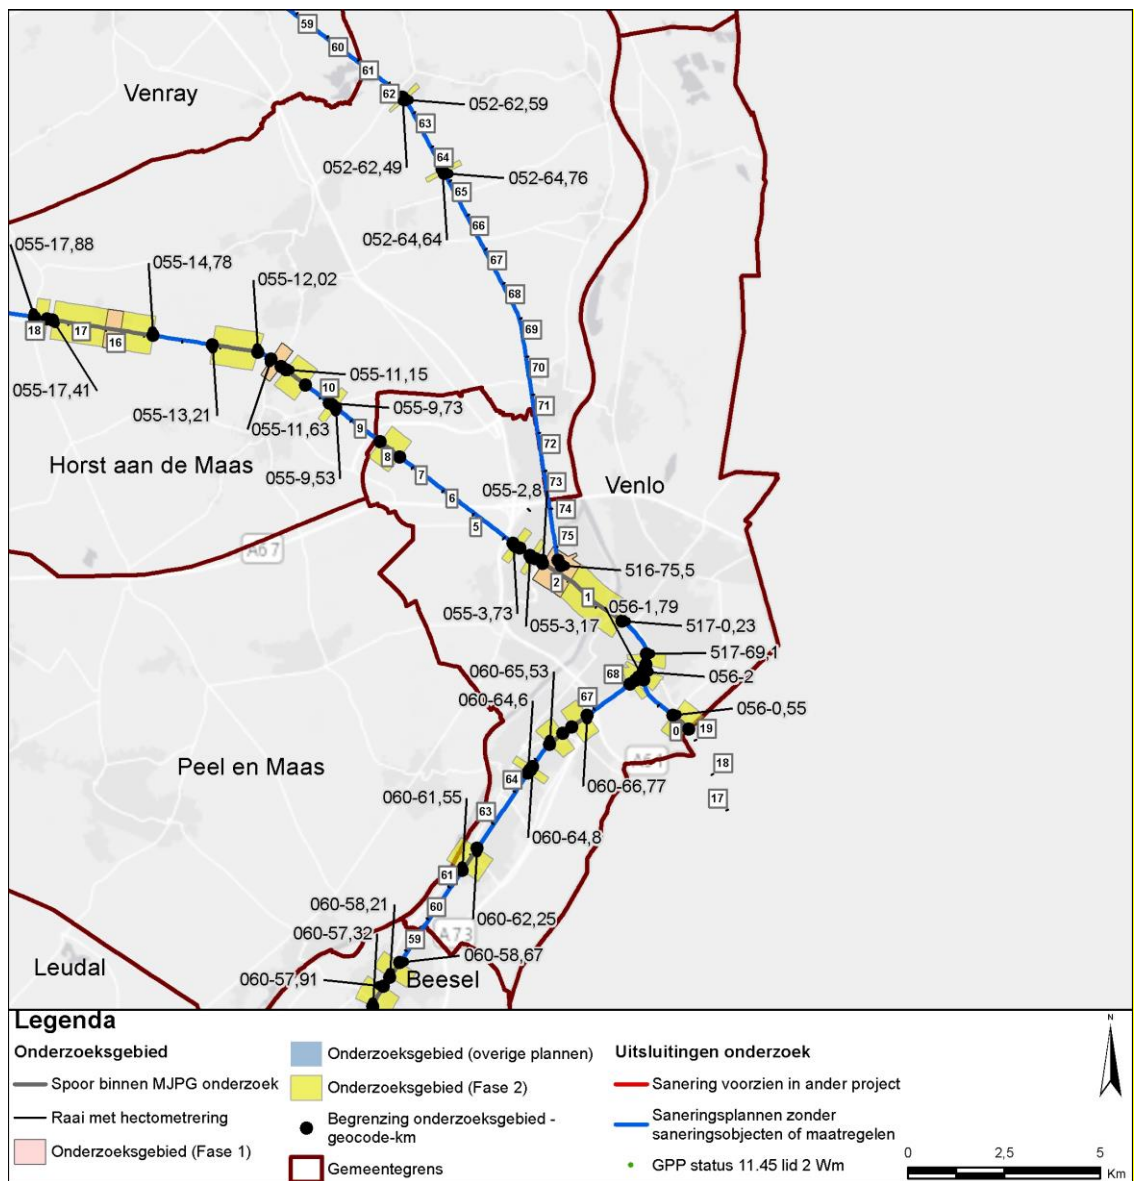 59
60
61
Venray
62
052-62,59
63
052-62,49
64
052-64,76
65
66
052-64,64
055-17,88
67
055-14,78
055-12,02
68
18
17
16
69
70
055-11,15
055-17,41
10
055-9,73
71
055-13,21
055-11,63
9
72
Horst aan de Maas
8
055-9,53
7
055-2,8
73
Venlo
6
74
5
75
A67
516-75,5
2
1
056-1,79
055-3,73
055-3,17
517-0,23
517-69,1
060-65,53
68
056-2
060-64,6
67
056-0,55
0
19
A61
Peel en Maas
64
18
060-66,77
060-61,55
17
63
060-64,8
61
060-58,21
60
060-62,25
060-57,32
59
A73
060-58,67
Leudal
060-57,91
Beesel
Legenda
Onderzoeksgebied
Spoor binnen MJPG onderzoek
Raai met hectometrering
Onderzoeksgebied (Fase 1)
Onderzoeksgebied (overige plannen)
Onderzoeksgebied (Fase 2)
Begrenzing onderzoeksgebied -
geocode-km
Gemeentegrens
Uitsluitingen onderzoek
Sanering voorzien in ander project
Saneringsplannen zonder
saneringsobjecten of maatregelen
GPP status 11.45 lid 2 Wm
N
0 2,5 5
Km